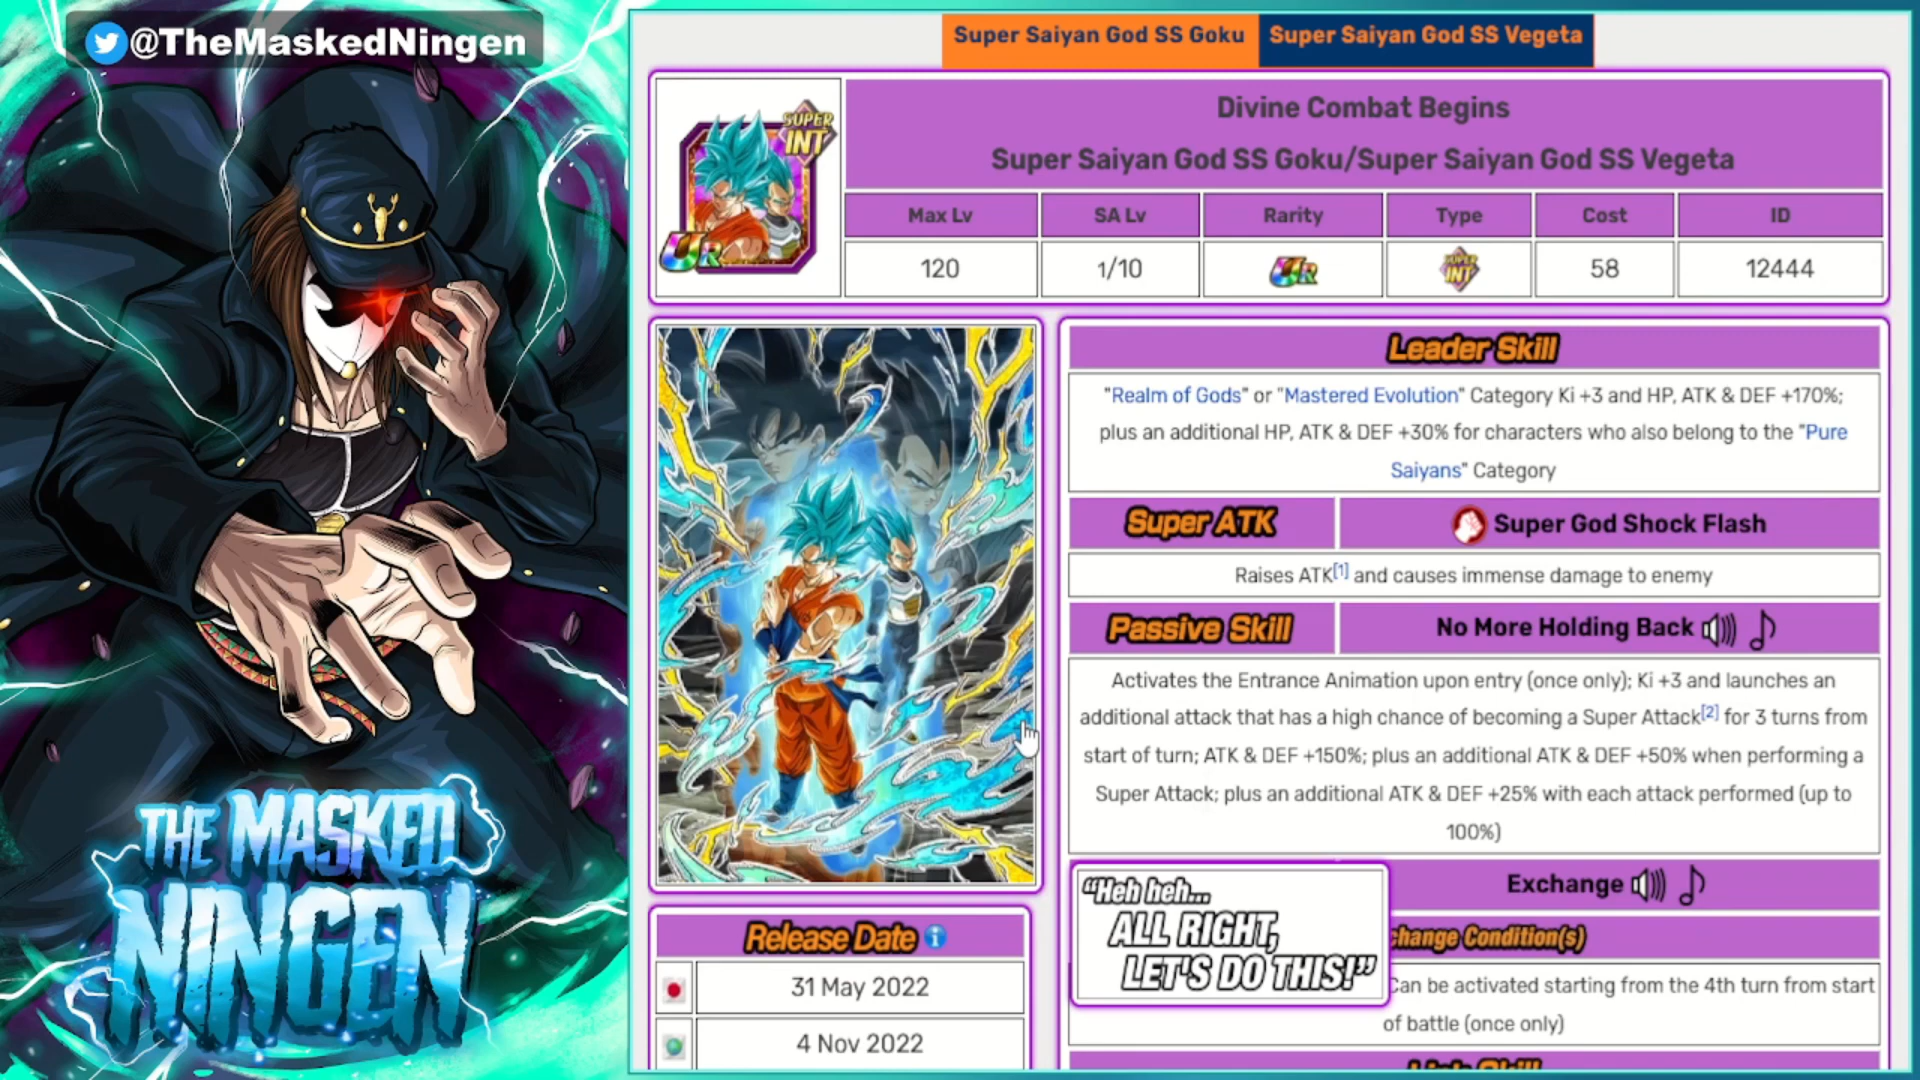 @TheMaskedNingen
THE MASKED
NINGEN
Super Saiyan God SS Goku
Super Saiyan God SS Vegeta
SUPER
INT
UR
Divine Combat Begins
Super Saiyan God SS Goku/Super Saiyan God SS Vegeta
Max Lv SA Lv Rarity Type Cost ID
120 1/10 UR SUPER INT 58 12444
Leader Skill
"Realm of Gods" or "Mastered Evolution" Category Ki +3 and HP, ATK & DEF +170%;
plus an additional HP, ATK & DEF +30% for characters who also belong to the "Pure
Saiyans" Category
Super ATK
Super God Shock Flash
Raises ATK[1] and causes immense damage to enemy
Passive Skill
No More Holding Back
Activates the Entrance Animation upon entry (once only); Ki +3 and launches an
additional attack that has a high chance of becoming a Super Attack[2] for 3 turns from
start of turn; ATK & DEF +150%; plus an additional ATK & DEF +50% when performing a
Super Attack; plus an additional ATK & DEF +25% with each attack performed (up to
100%)
Exchange
"Heh heh...
ALL RIGHT,
LET'S DO THIS!"
change Condition(s)
Can be activated starting from the 4th turn from start
of battle (once only)
Link Skill
Release Date
31 May 2022
4 Nov 2022